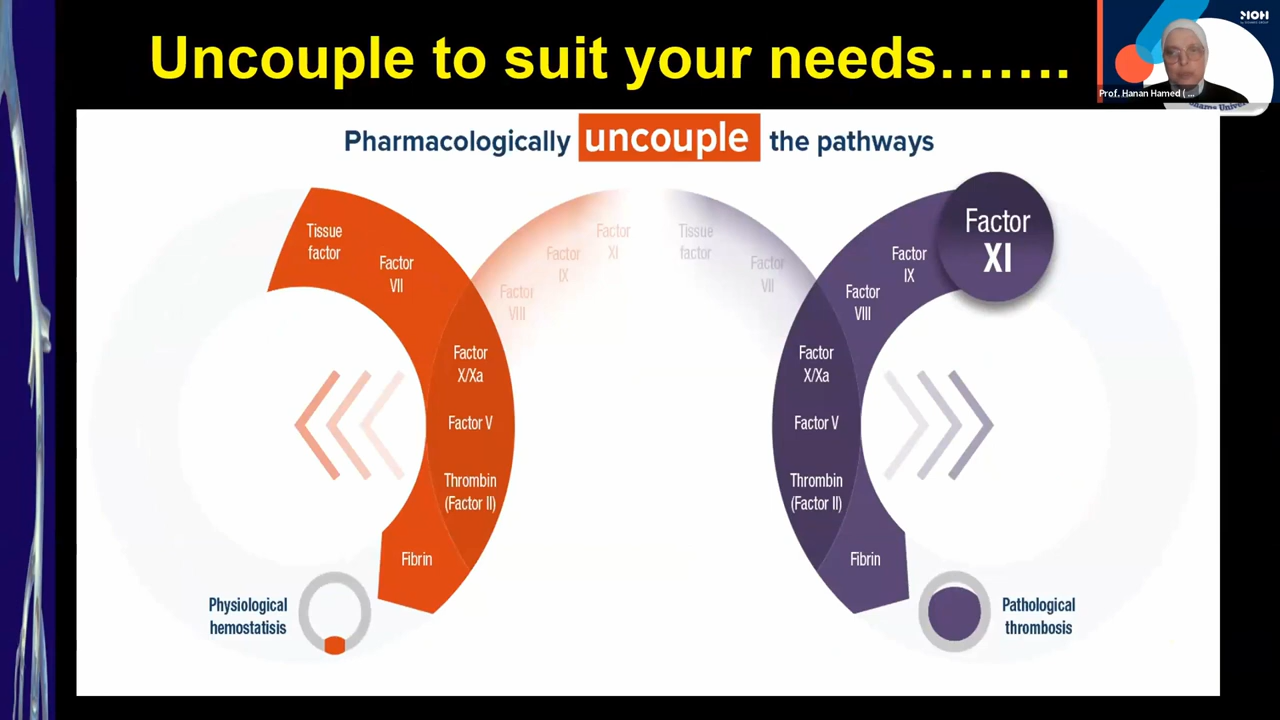 Uncouple to suit your needs…….
Prof. Hanan Hamed ( ...
Pharmacologically uncouple the pathways
Tissue
factor
Factor
VII
Factor
VIII
Factor
IX
Factor
XI
Factor
X/Xa
Factor V
Thrombin
(Factor II)
Fibrin
Physiological
hemostatisis
Tissue
factor
Factor
VII
Factor
VIII
Factor
IX
Factor
XI
Factor
X/Xa
Factor V
Thrombin
(Factor II)
Fibrin
Pathological
thrombosis